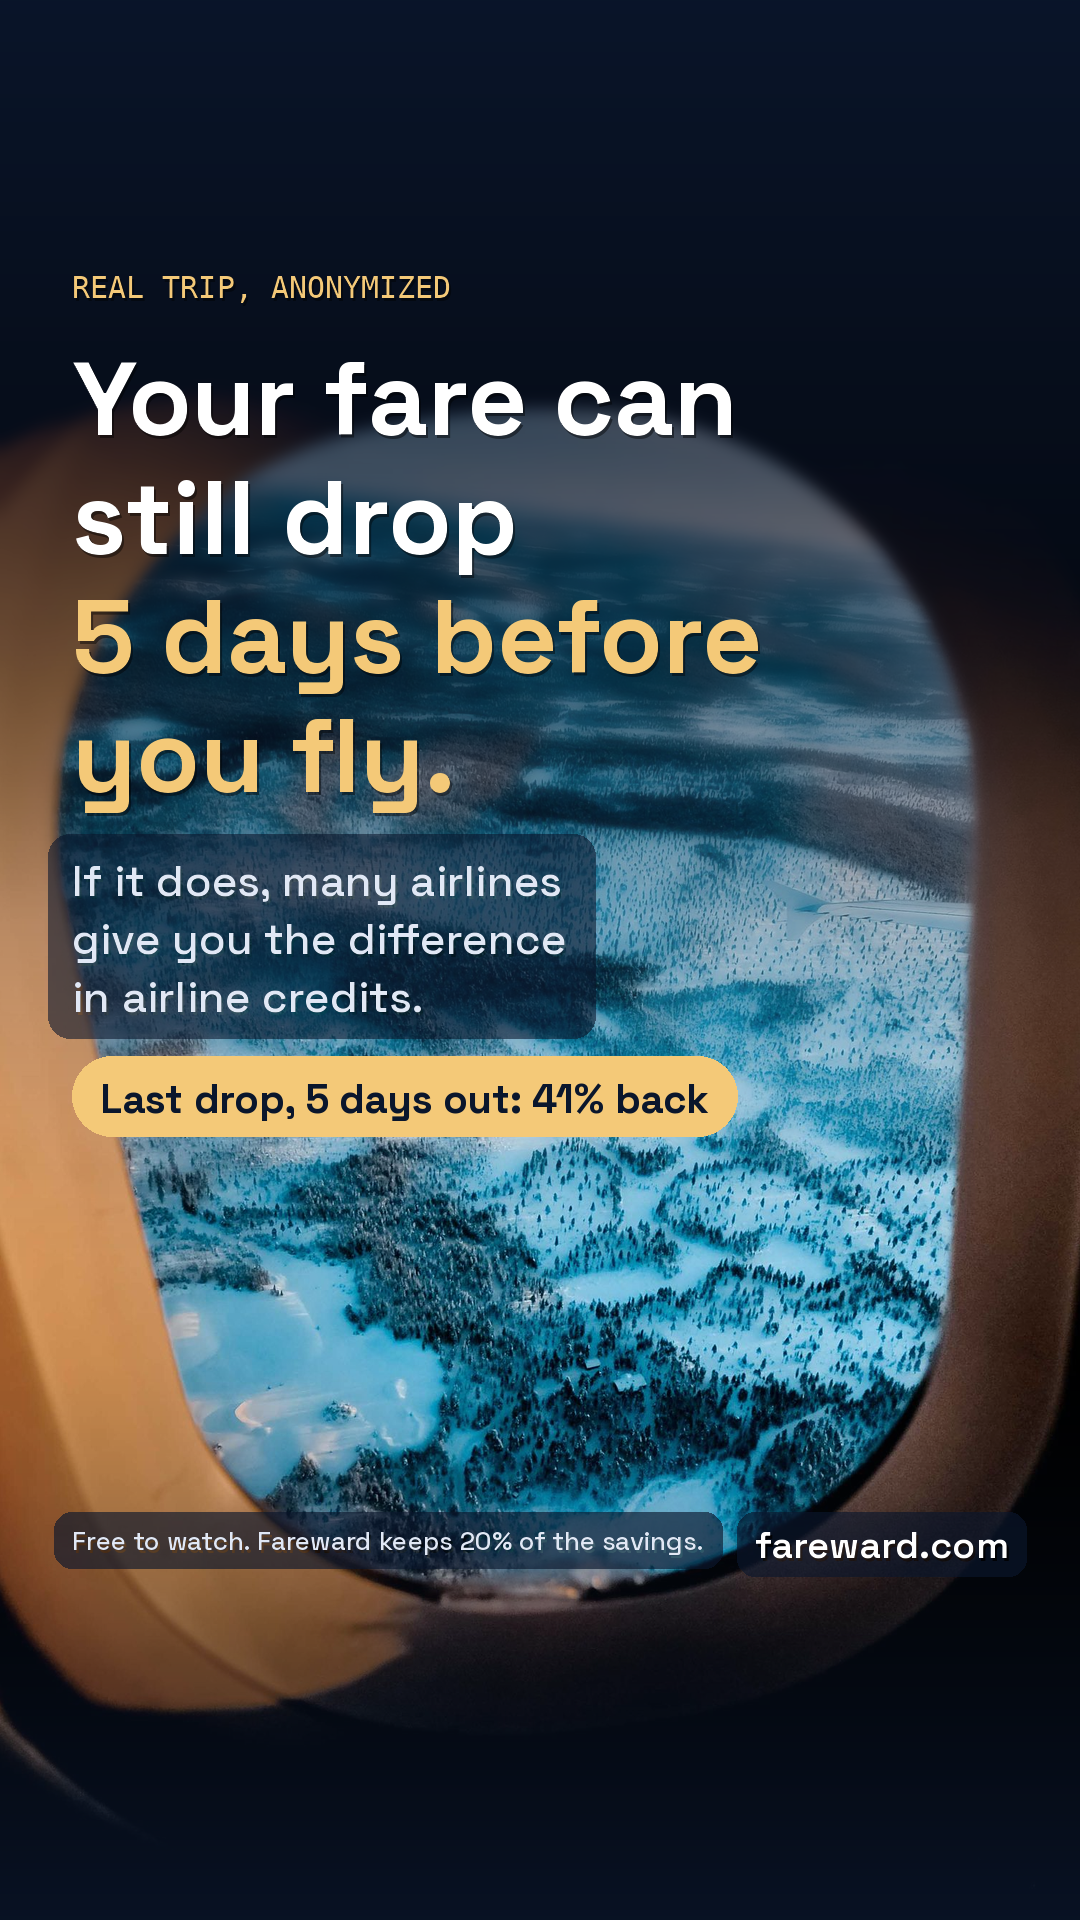 REAL TRIP, ANONYMIZED
Your fare can
still drop
5 days before
you fly.
If it does, many airlines
give you the difference
in airline credits.
Last drop, 5 days out: 41% back
Free to watch. Fareward keeps 20% of the savings.
fareward.com